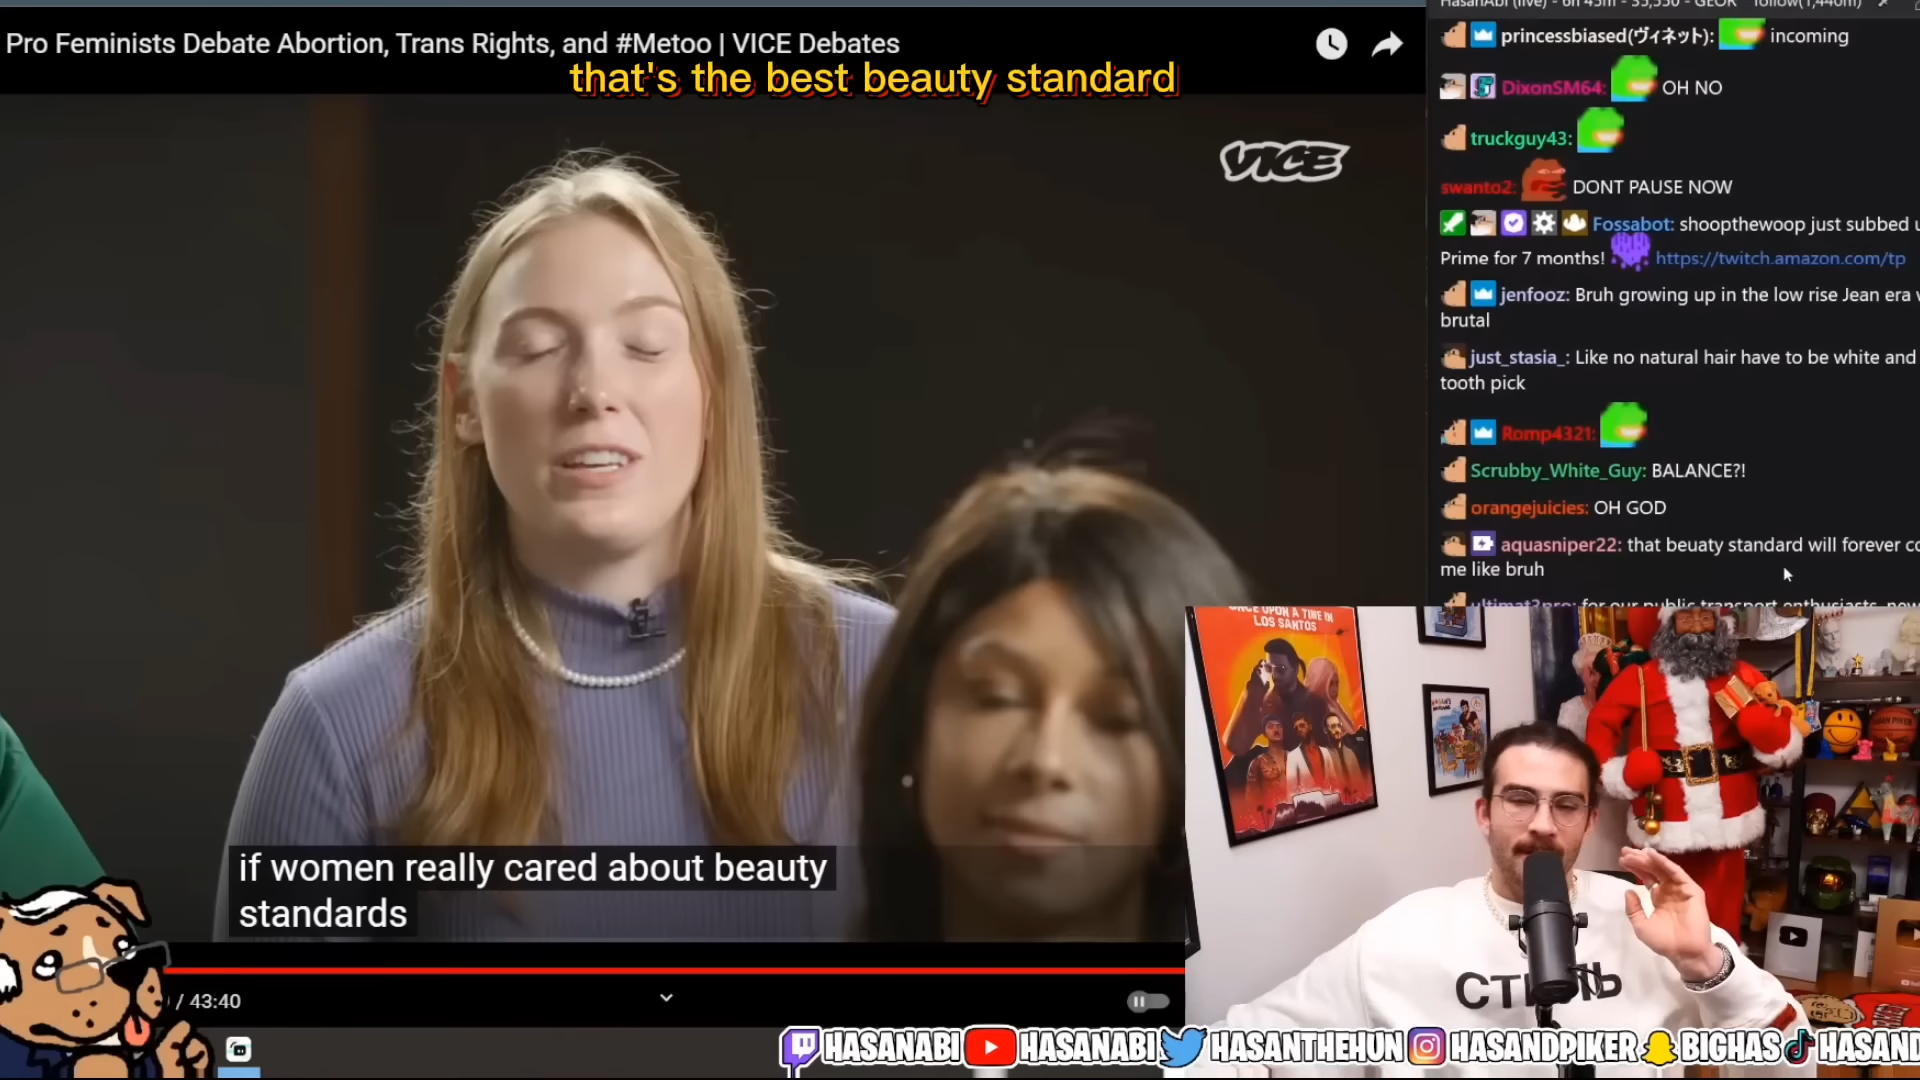 Pro Feminists Debate Abortion, Trans Rights, and #Metoo | VICE Debates
that's the best beauty standard
VICE
if women really cared about beauty
standards
/ 43:40
princessbiased(ヴィネット): incoming
DixonSM64: OH NO
truckguy43:
swanto2: DONT PAUSE NOW
Fossabot: shoopthewoop just subbed
Prime for 7 months! https://twitch.amazon.com/tp
jenfooz: Bruh growing up in the low rise Jean era
brutal
just_stasia_: Like no natural hair have to be white and
tooth pick
Romp4321:
Scrubby_White_Guy: BALANCE?!
orangejuicies: OH GOD
aquasniper22: that beuaty standard will forever
me like bruh
ONCE UPON A TIME IN
LOS SANTOS
HASANABI HASANABI HASANTHEHUN HASANDPIKER BIGHAS HASAND